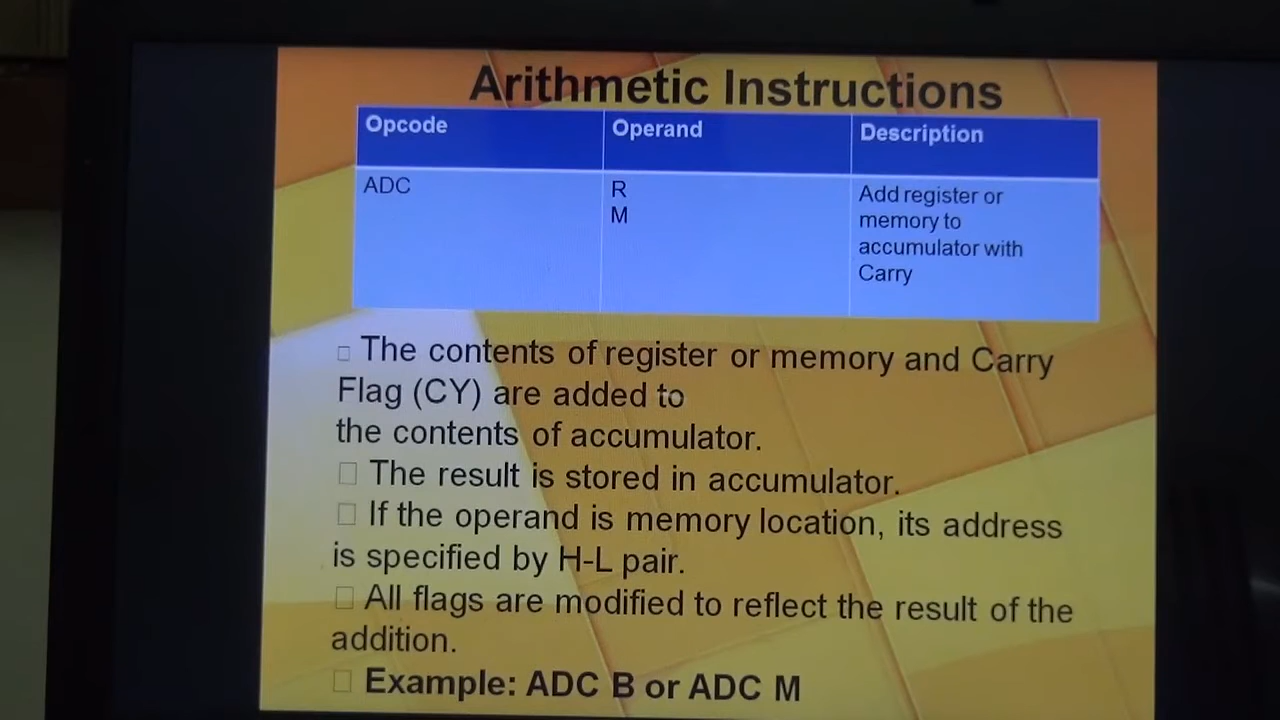 Arithmetic Instructions
Opcode Operand Description
ADC R Add register or
M memory to
accumulator with
Carry
The contents of register or memory and Carry
Flag (CY) are added to
the contents of accumulator.
The result is stored in accumulator.
If the operand is memory location, its address
is specified by H-L pair.
All flags are modified to reflect the result of the
addition.
Example: ADC B or ADC M